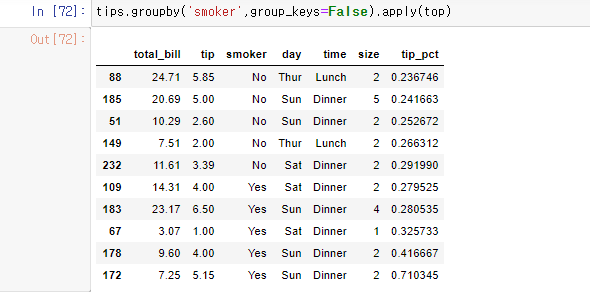 In [72]: tips.groupby('smoker',group_keys=False).apply(top)
Out[72]:
total_bill tip smoker day time size tip_pct
88 24.71 5.85 No Thur Lunch 2 0.236746
185 20.69 5.00 No Sun Dinner 5 0.241663
51 10.29 2.60 No Sun Dinner 2 0.252672
149 7.51 2.00 No Thur Lunch 2 0.266312
232 11.61 3.39 No Sat Dinner 2 0.291990
109 14.31 4.00 Yes Sat Dinner 2 0.279525
183 23.17 6.50 Yes Sun Dinner 4 0.280535
67 3.07 1.00 Yes Sat Dinner 1 0.325733
178 9.60 4.00 Yes Sun Dinner 2 0.416667
172 7.25 5.15 Yes Sun Dinner 2 0.710345